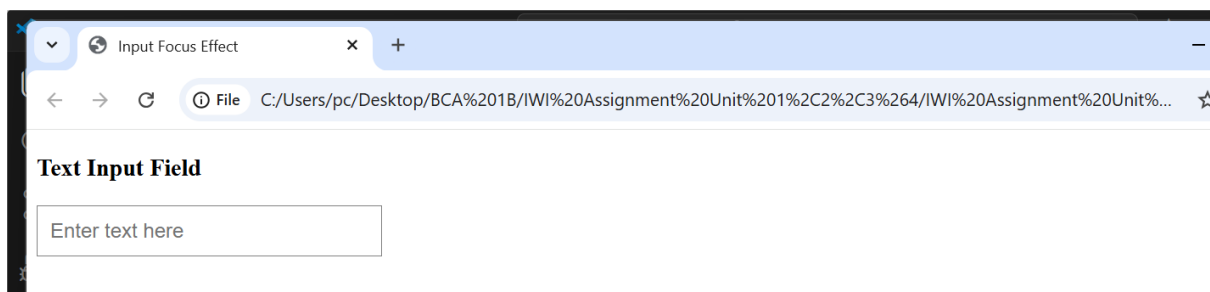 Input Focus Effect
File C:/Users/pc/Desktop/BCA%201B/IWI%20Assignment%20Unit%201%2C2%2C3%264/IWI%20Assignment%20Unit%...
Text Input Field
Enter text here